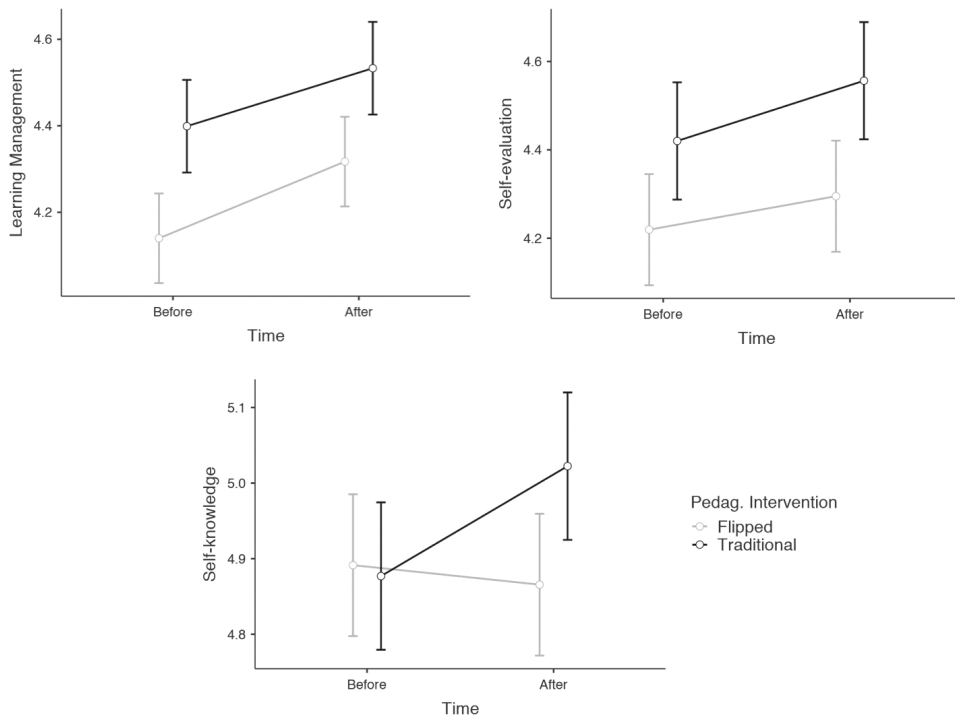 Learning Management
4.6
4.4
4.2
Before
After
Time
Self-evaluation
4.6
4.4
4.2
Before
After
Time
Self-knowledge
5.1
5.0
4.9
4.8
Before
After
Time
Pedag. Intervention
Flipped
Traditional